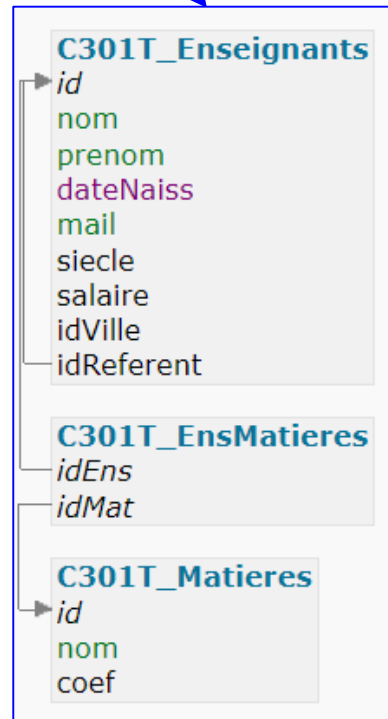 C301T_Enseignants
id
nom
prenom
dateNaiss
mail
siecle
salaire
idVille
idReferent
C301T_EnsMatieres
idEns
idMat
C301T_Matieres
id
nom
coef